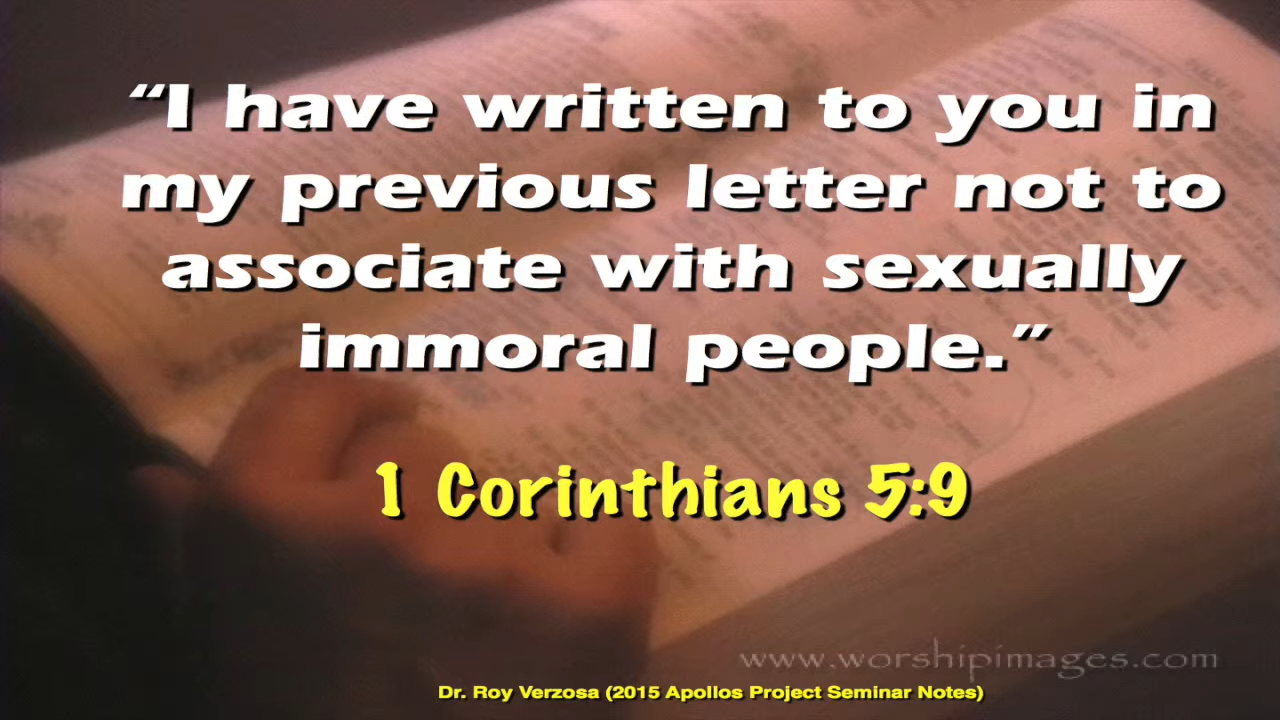 “I have written to you in
my previous letter not to
associate with sexually
immoral people.”
1 Corinthians 5:9
www.worshipimages.com
Dr. Roy Verzosa (2015 Apollos Project Seminar Notes)